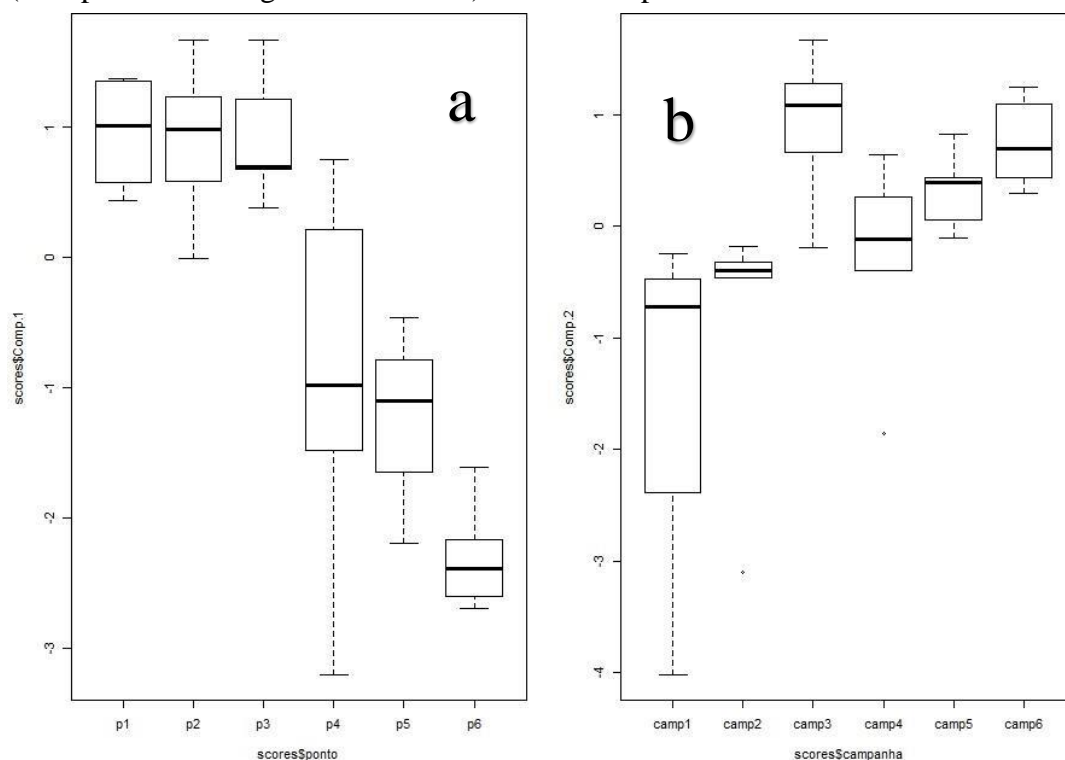 a
scores$Comp.1
1
0
-1
-2
-3
p1 p2 p3 p4 p5 p6
scores$ponto
b
scores$Comp.2
1
0
-1
-2
-3
-4
camp1 camp2 camp3 camp4 camp5 camp6
scores$campanha